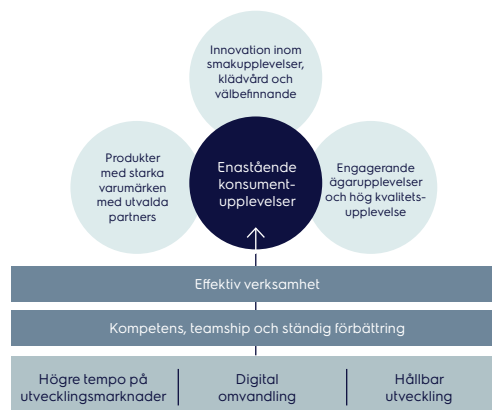 Innovation inom
smakupplevelser,
klädvård och
välbefinnande
Produkter
med starka
varumärken
med utvalda
partners
Enastående
konsument-
upplevelser
Engagerande
ägarupplevelser
och hög kvalitets-
upplevelse
Effektiv verksamhet
Kompetens, teamship och ständig förbättring
Högre tempo på
utvecklingsmarknader
Digital
omvandling
Hållbar
utveckling